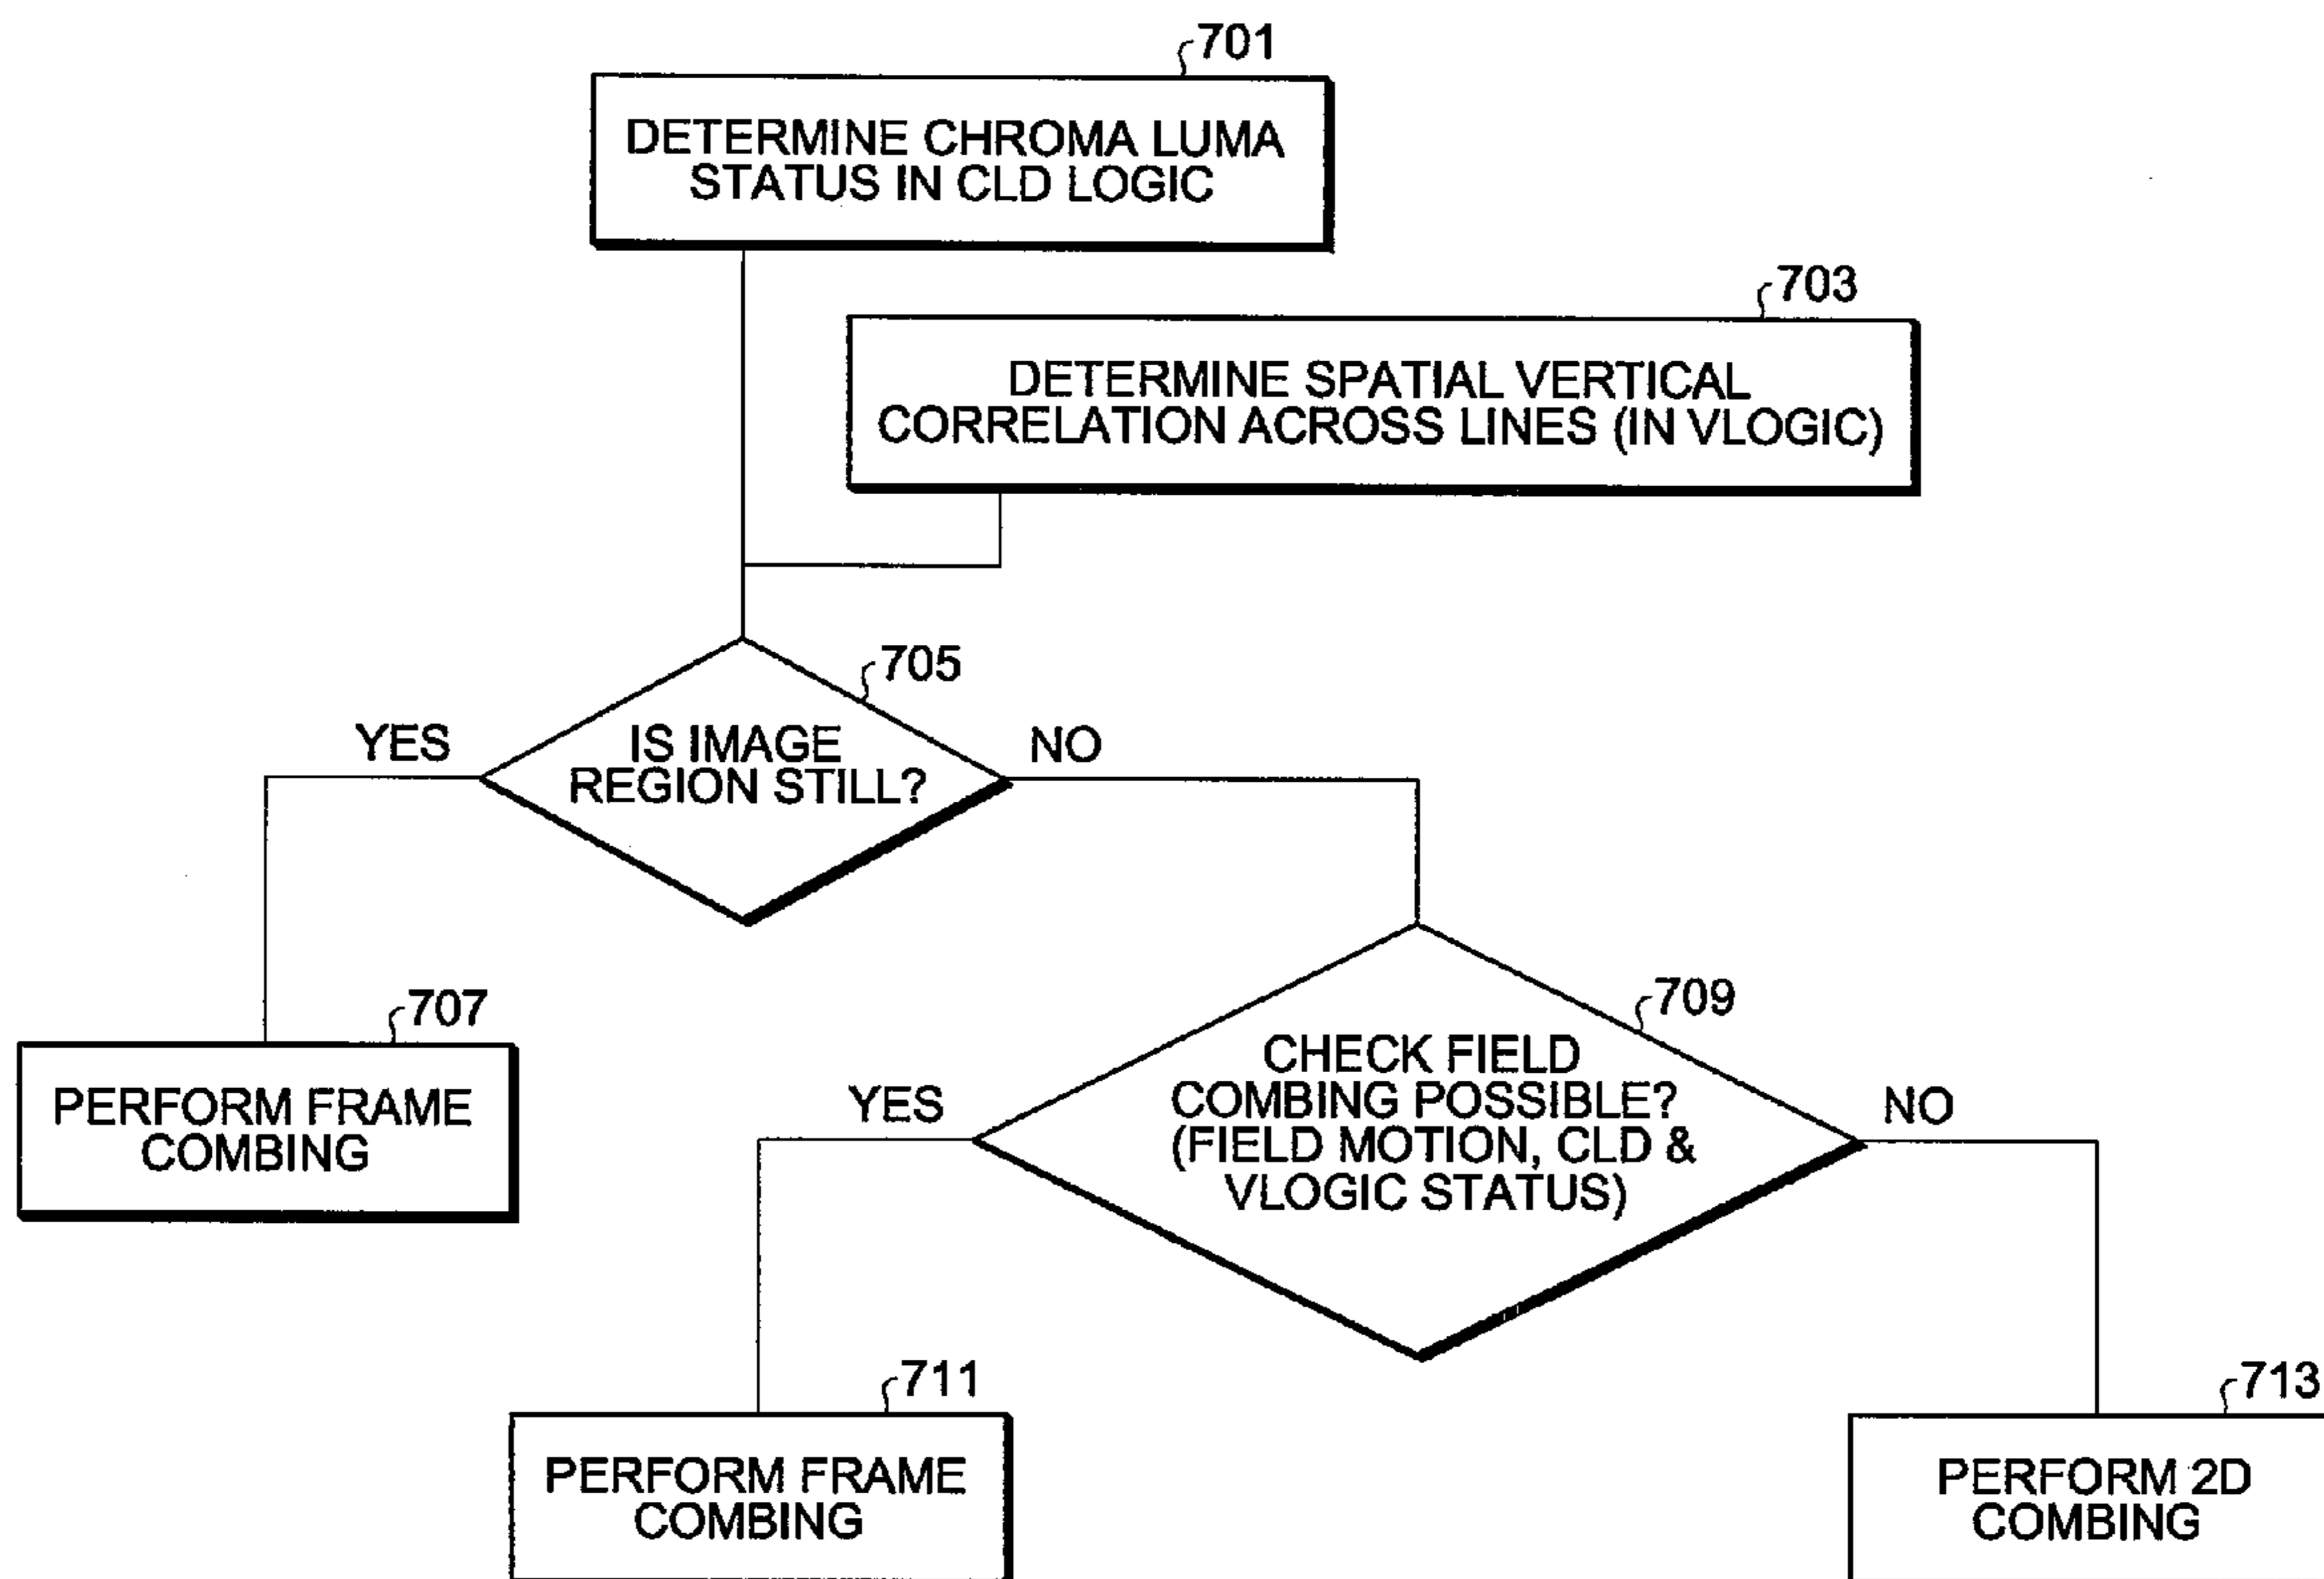 701
DETERMINE CHROMA LUMA
STATUS IN CLD LOGIC
703
DETERMINE SPATIAL VERTICAL
CORRELATION ACROSS LINES (IN VLOGIC)
705
YES
IS IMAGE
REGION STILL?
NO
707
PERFORM FRAME
COMBING
709
YES
CHECK FIELD
COMBING POSSIBLE?
(FIELD MOTION, CLD &
VLOGIC STATUS)
NO
711
PERFORM FRAME
COMBING
713
PERFORM 2D
COMBING